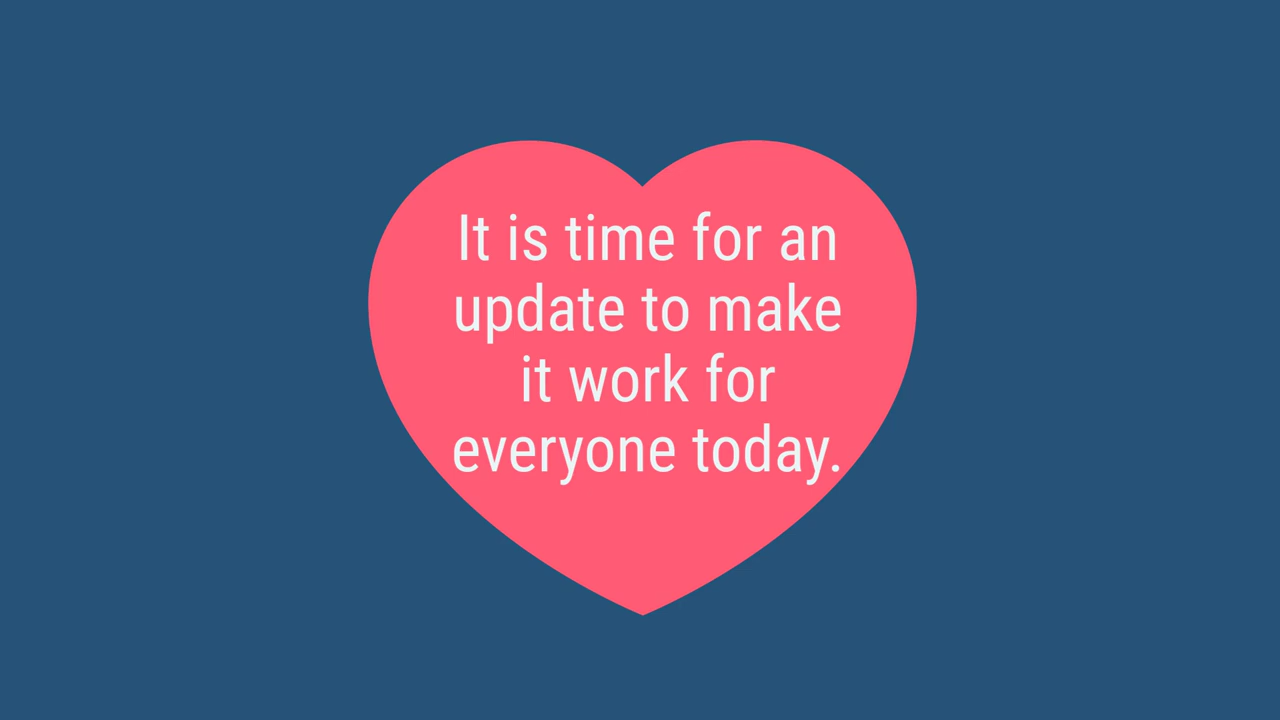 It is time for an
update to make
it work for
everyone today.